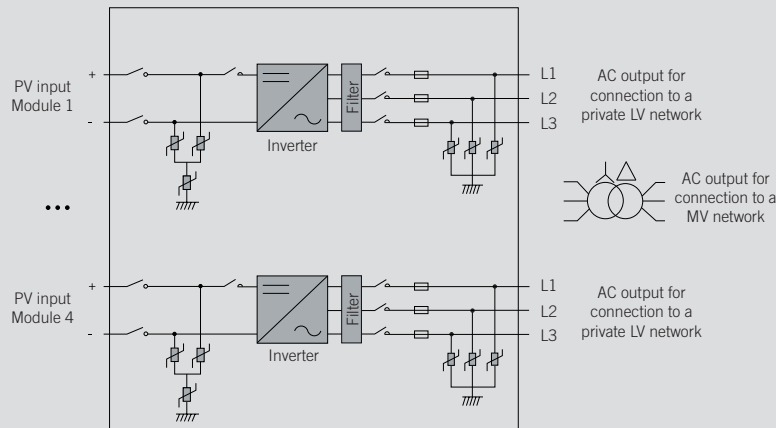 PV input
Module 1
+
-
Inverter
Filter
L1
L2
L3
AC output for
connection to a
private LV network
...
AC output for
connection to a
MV network
PV input
Module 4
+
-
Inverter
Filter
L1
L2
L3
AC output for
connection to a
private LV network